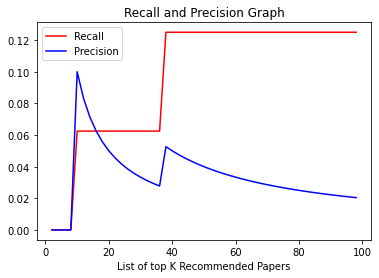 Recall and Precision Graph
Recall
Precision
0.12
0.10
0.08
0.06
0.04
0.02
0.00
0 20 40 60 80 100
List of top K Recommended Papers